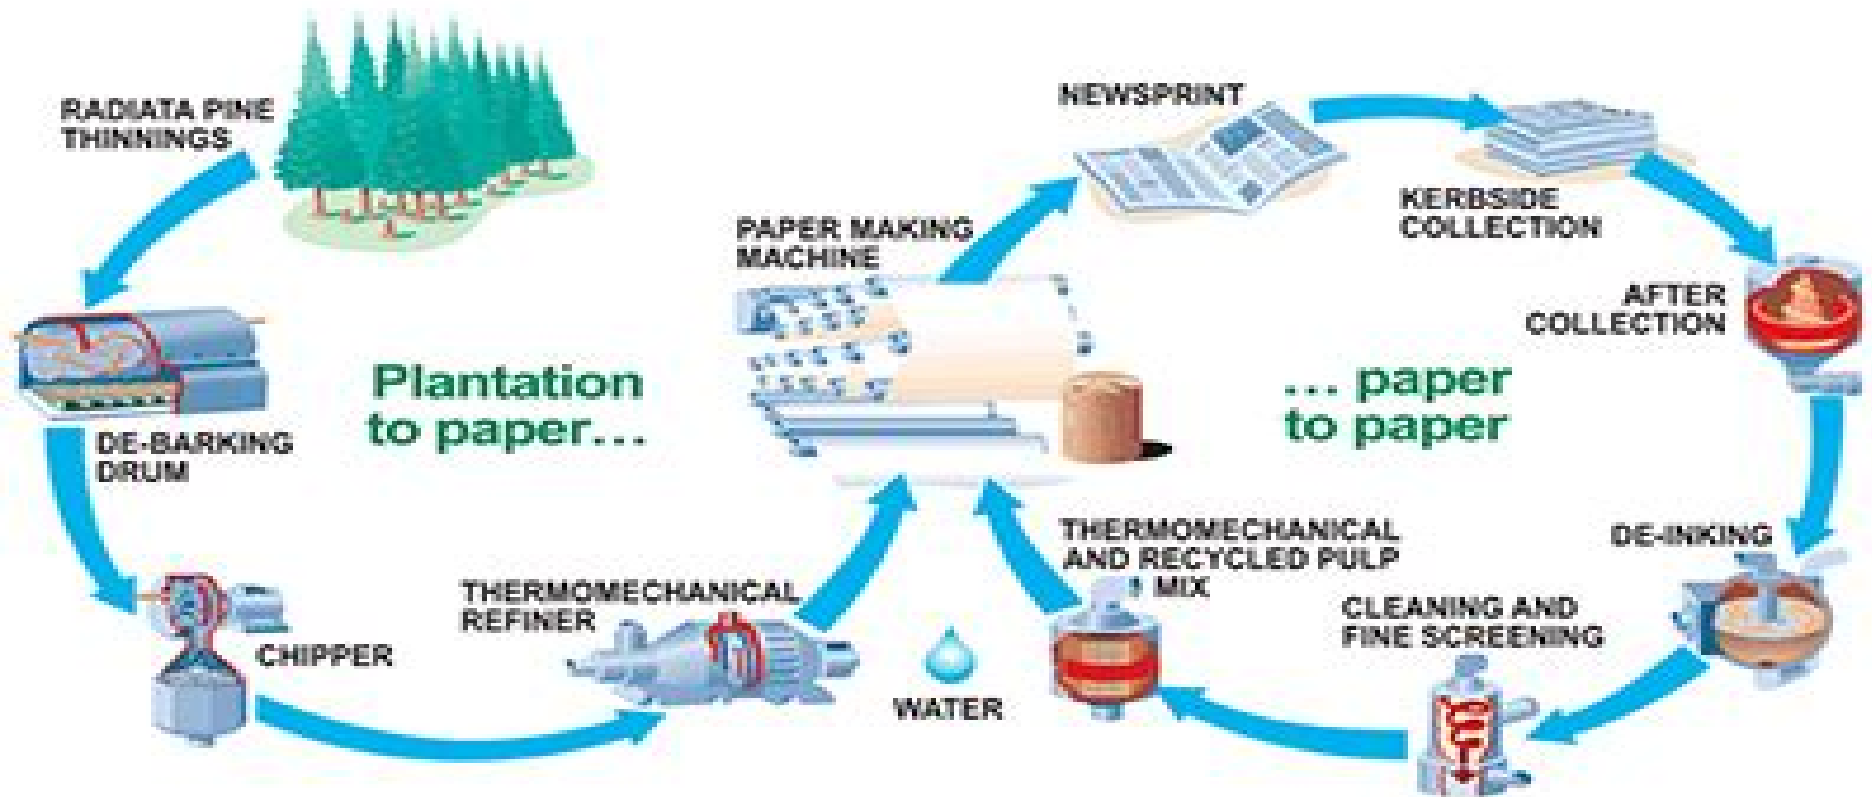 RADIATA PINE
THINNINGS
DE-BARKING
DRUM
CHIPPER
THERMOMECHANICAL
REFINER
Plantation
to paper...
PAPER MAKING
MACHINE
WATER
NEWSPRINT
KERBSIDE
COLLECTION
AFTER
COLLECTION
... paper
to paper
DE-INKING
CLEANING AND
FINE SCREENING
THERMOMECHANICAL
AND RECYCLED PULP
MIX